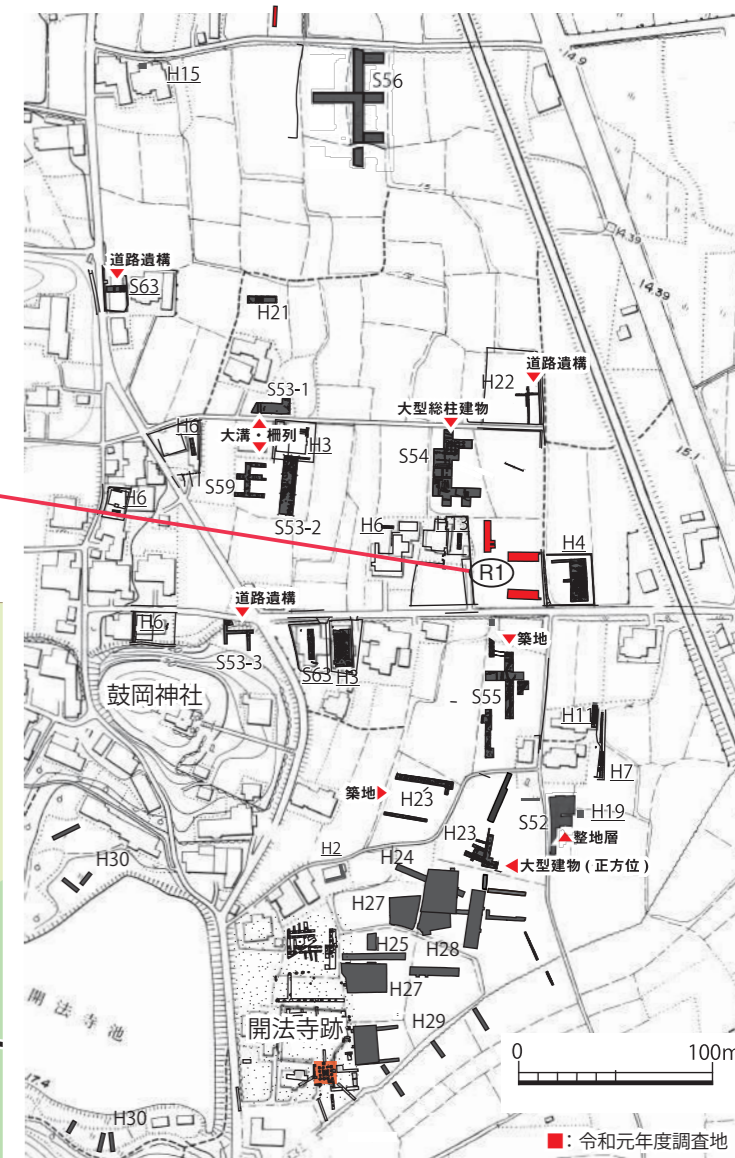 H15
S56
14.9
14.39
14.39
15.1
道路遺構
S63
H21
道路遺構
H22
S53-1
大型総柱建物
H6
大溝・柵列
H3
S54
S59
H6
S53-2
H6
H13
H4
R1
道路遺構
築地
H6
S53-3
S63
H3
S55
鼓岡神社
H11
H7
築地
H23
H19
S52
整地層
H23
H2
H24
大型建物(正方位)
H30
H27
H25
H28
H27
開法寺池
開法寺跡
H29
17.4
H30
0 100m
■：令和元年度調査地